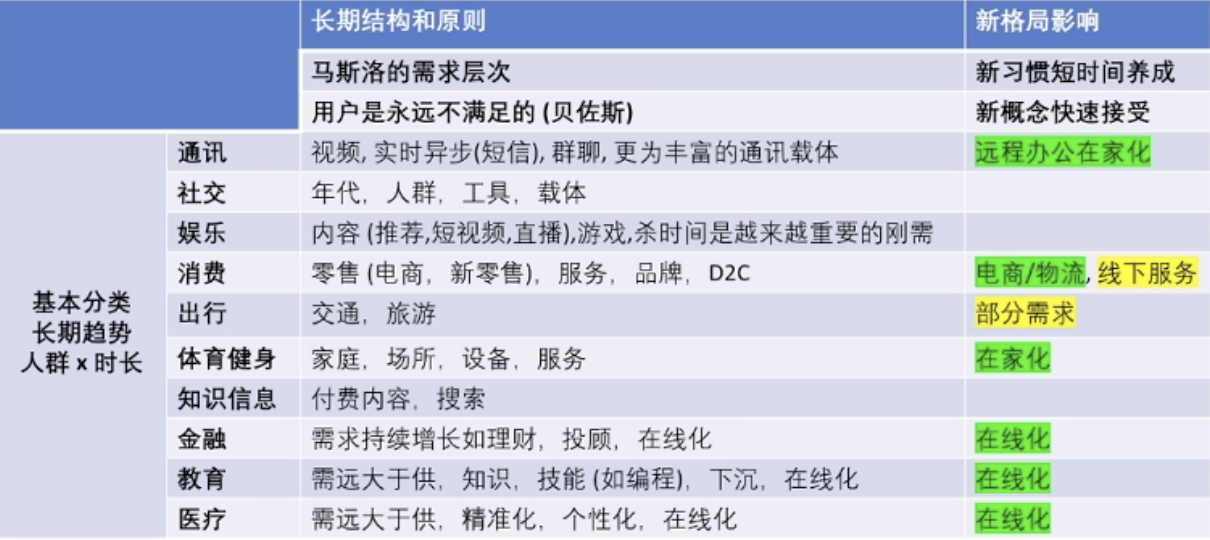 长期结构和原则 新格局影响
马斯洛的需求层次 新习惯短时间养成
用户是永远不满足的 (贝佐斯) 新概念快速接受
基本分类
长期趋势
人群 x 时长
通讯 视频, 实时异步(短信), 群聊, 更为丰富的通讯载体 远程办公在家化
社交 年代， 人群， 工具， 载体
娱乐 内容 (推荐,短视频,直播),游戏,杀时间是越来越重要的刚需
消费 零售 (电商， 新零售)， 服务， 品牌， D2C 电商/物流, 线下服务
出行 交通， 旅游 部分需求
体育健身 家庭， 场所， 设备， 服务 在家化
知识信息 付费内容， 搜索
金融 需求持续增长如理财， 投顾， 在线化 在线化
教育 需远大于供， 知识， 技能 (如编程)， 下沉， 在线化 在线化
医疗 需远大于供， 精准化， 个性化， 在线化 在线化